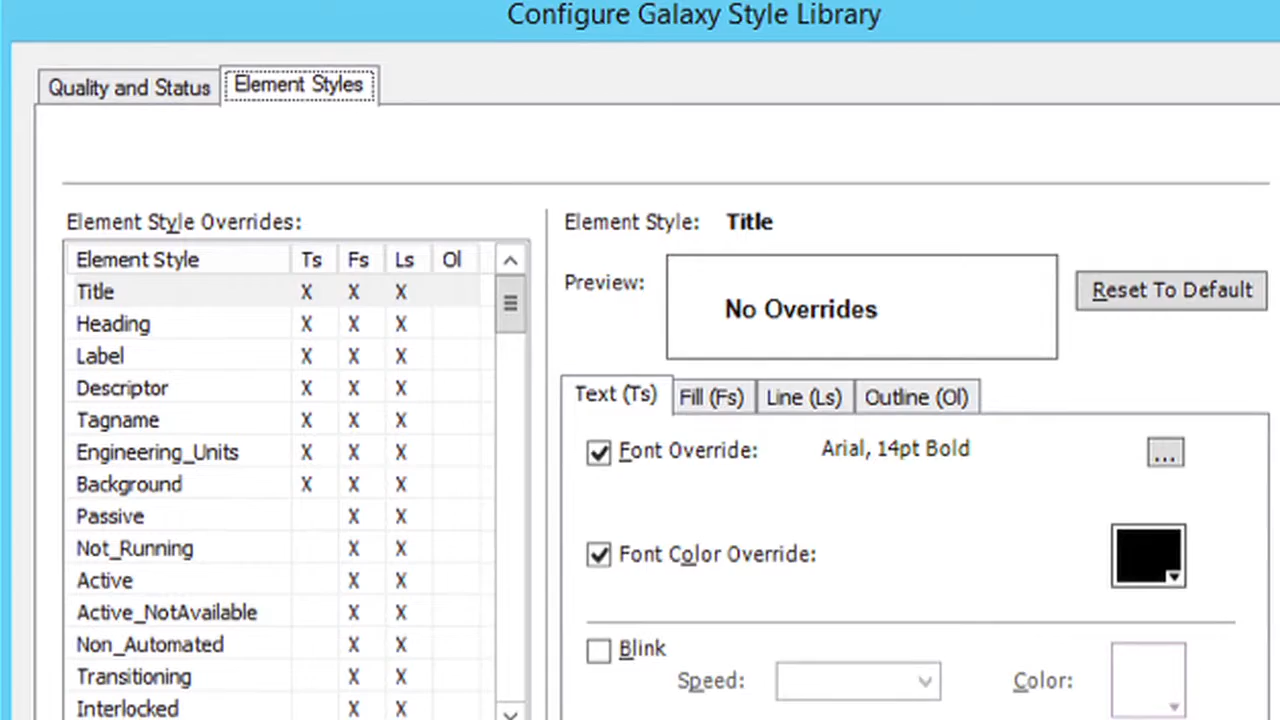 Configure Galaxy Style Library
Quality and Status
Element Styles
Element Style Overrides:
Element Style Ts Fs Ls Ol
Title X X X
Heading X X X
Label X X X
Descriptor X X X
Tagname X X X
Engineering_Units X X X
Background X X X
Passive X X
Not_Running X X
Active X X
Active_NotAvailable X X
Non_Automated X X
Transitioning X X
Interlocked X X
Element Style: Title
Preview:
No Overrides
Reset To Default
Text (Ts) Fill (Fs) Line (Ls) Outline (Ol)
Font Override: Arial, 14pt Bold ...
Font Color Override:
Blink
Speed: Color: